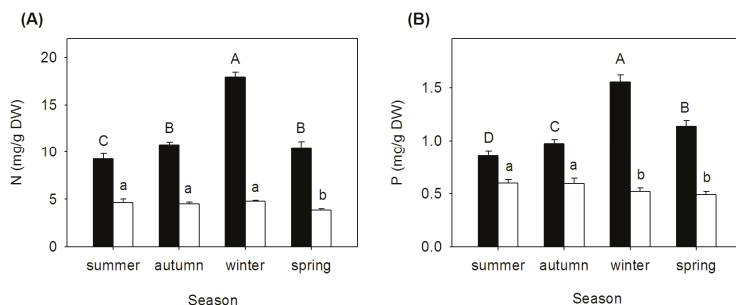 (A)
(B)
N (mg/g DW)
20
15
10
5
0
C
B
A
B
a
a
a
b
summer autumn winter spring
Season
P (mg/g DW)
1.5
1.0
0.5
0.0
D
C
A
B
a
a
b
b
summer autumn winter spring
Season